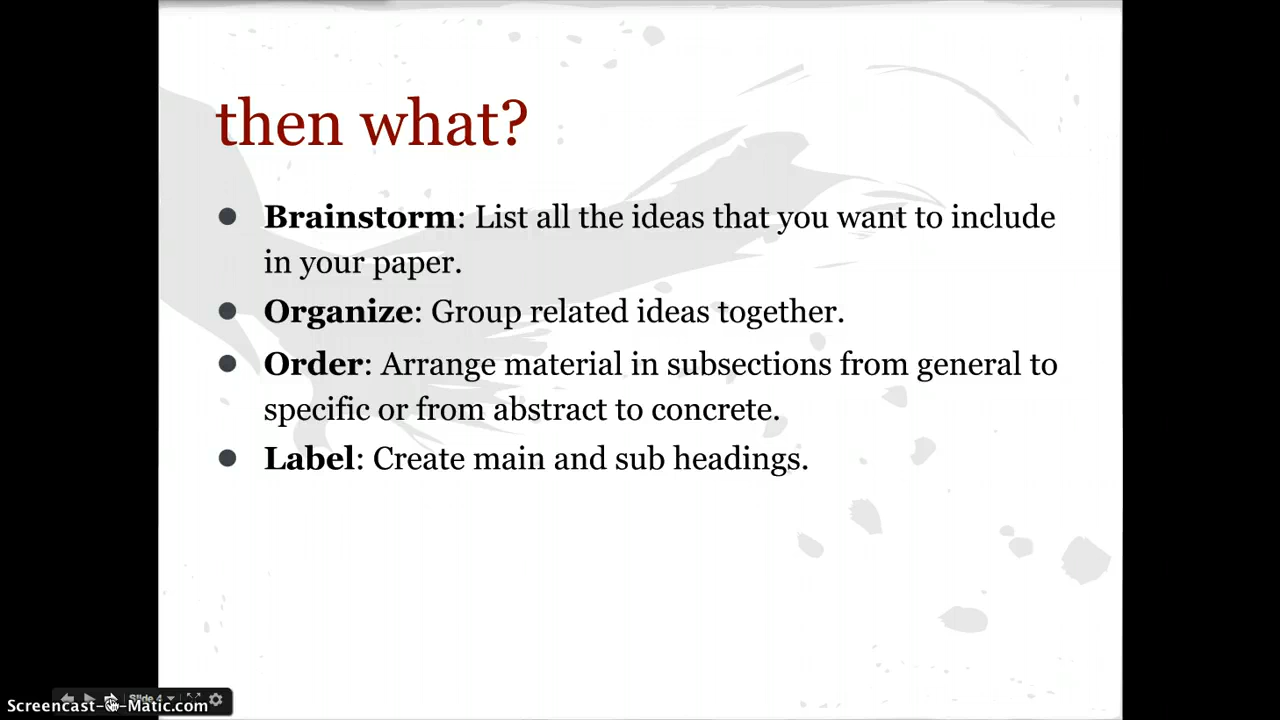 then what?
● Brainstorm: List all the ideas that you want to include
in your paper.
● Organize: Group related ideas together.
● Order: Arrange material in subsections from general to
specific or from abstract to concrete.
● Label: Create main and sub headings.
Slide 4
Screencast-O-Matic.com